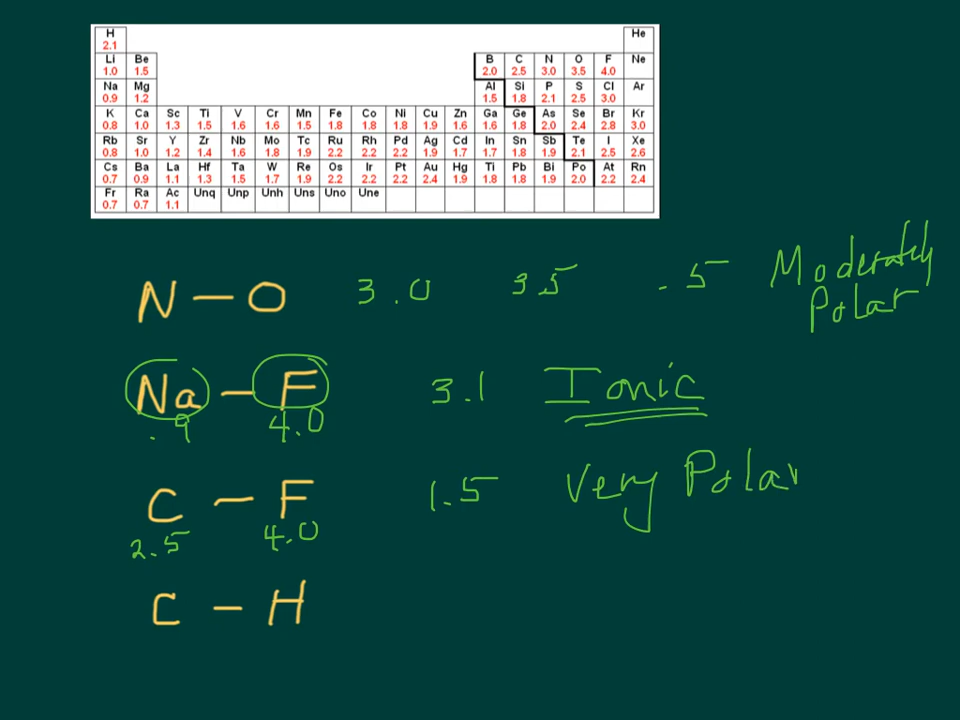 H He
2.1
Li Be B C N O F Ne
1.0 1.5 2.0 2.5 3.0 3.5 4.0
Na Mg Al Si P S Cl Ar
0.9 1.2 1.5 1.8 2.1 2.5 3.0
K Ca Sc Ti V Cr Mn Fe Co Ni Cu Zn Ga Ge As Se Br Kr
0.8 1.0 1.3 1.5 1.6 1.6 1.5 1.8 1.8 1.8 1.9 1.6 1.6 1.8 2.0 2.4 2.8 3.0
Rb Sr Y Zr Nb Mo Tc Ru Rh Pd Ag Cd In Sn Sb Te I Xe
0.8 1.0 1.2 1.4 1.6 1.8 1.9 2.2 2.2 2.2 1.9 1.7 1.7 1.8 1.9 2.1 2.5 2.6
Cs Ba La Hf Ta W Re Os Ir Pt Au Hg Tl Pb Bi Po At Rn
0.7 0.9 1.1 1.3 1.5 1.7 1.9 2.2 2.2 2.2 2.4 1.9 1.8 1.8 1.9 2.0 2.2 2.4
Fr Ra Ac Unq Unp Unh Uns Uno Une
0.7 0.7 1.1
N - O 3.0 3.5 .5 Moderately
Polar
Na - F 3.1 Ionic
.9 4.0
C - F 1.5 Very Polar
2.5 4.0
C - H